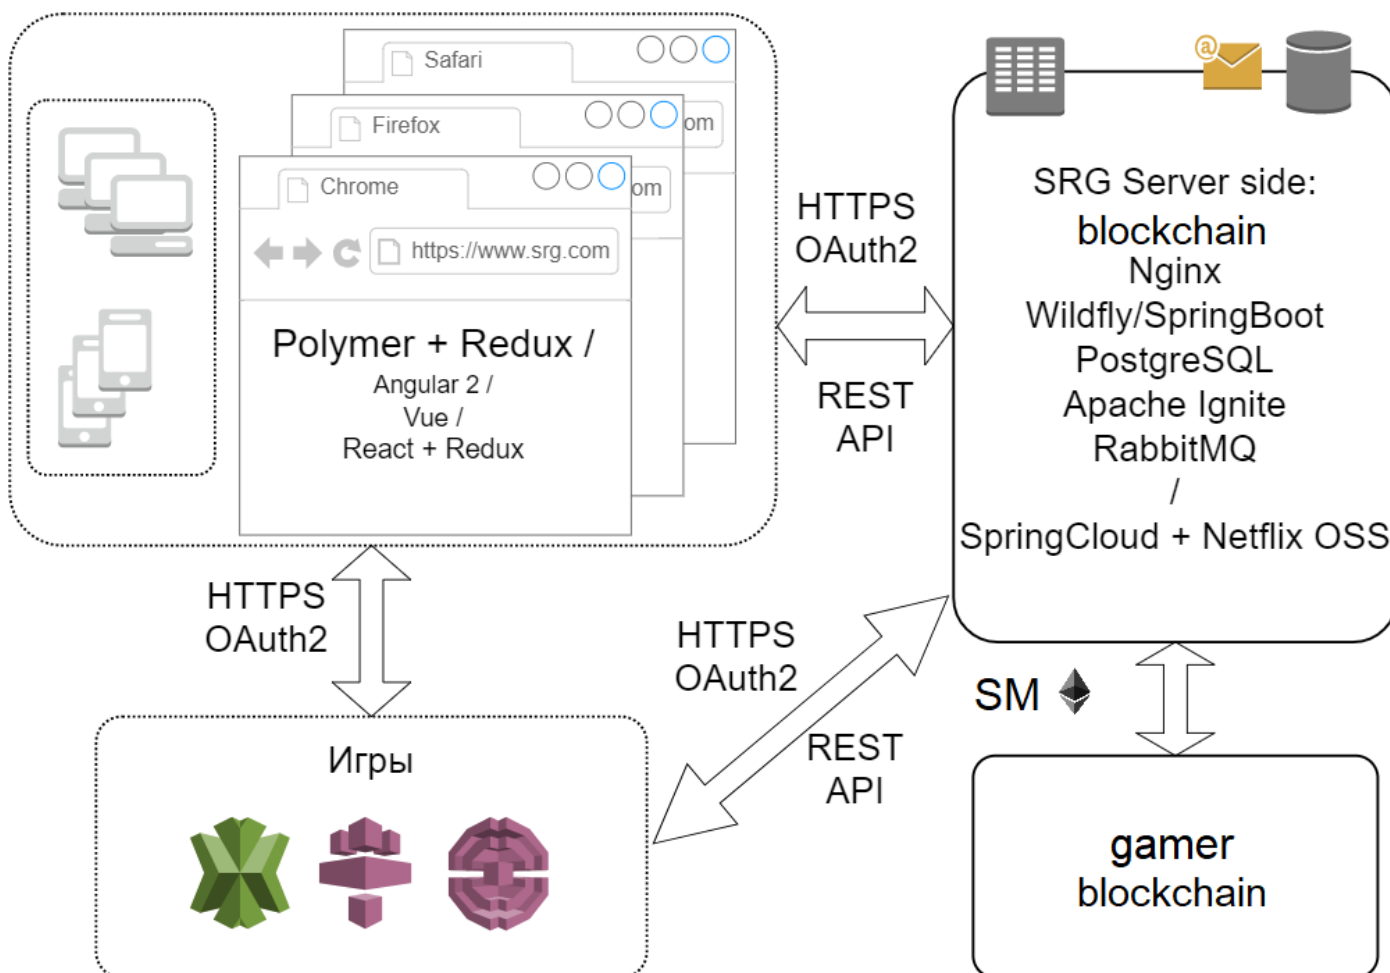 Safari
om
Firefox
om
Chrome
https://www.srg.com
Polymer + Redux /
Angular 2 /
Vue /
React + Redux
HTTPS
OAuth2
REST
API
@
SRG Server side:
blockchain
Nginx
Wildfly/SpringBoot
PostgreSQL
Apache Ignite
RabbitMQ
/
SpringCloud + Netflix OSS
HTTPS
OAuth2
HTTPS
OAuth2
REST
API
SM
Игры
gamer
blockchain